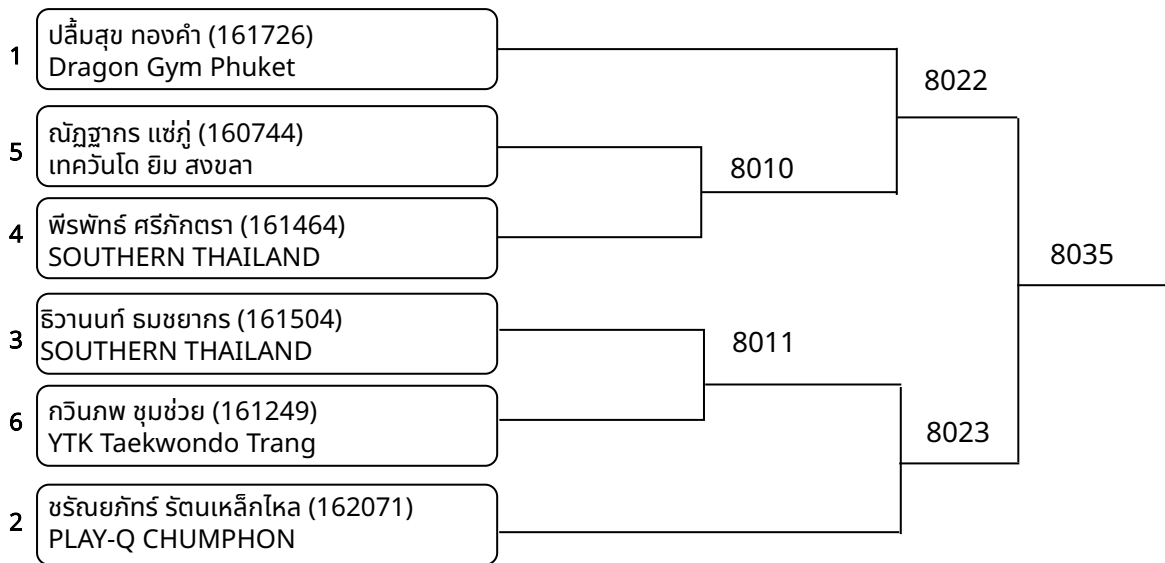 1
ปลื้มสุข ทองคำ (161726)
Dragon Gym Phuket
8022
5
ณัฏฐากร แซ่ภู่ (160744)
เทควันโด ยิม สงขลา
8010
4
พีรพัทธ์ ศรีภักตรา (161464)
SOUTHERN THAILAND
8035
3
ธิวานนท์ ธมชยากร (161504)
SOUTHERN THAILAND
8011
6
กวินภพ ชุมช่วย (161249)
YTK Taekwondo Trang
8023
2
ชรัณยภัทร์ รัตนเหล็กไหล (162071)
PLAY-Q CHUMPHON